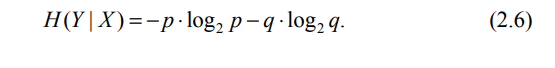 H(Y | X) = −p · log₂ p − q · log₂ q. (2.6)